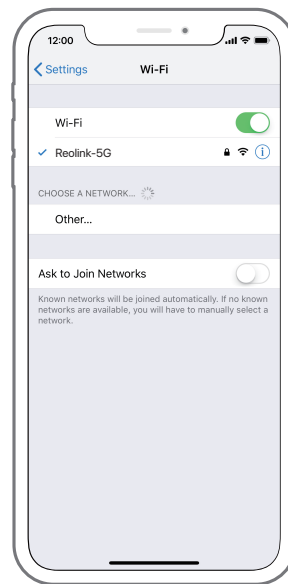 12:00
Settings
Wi-Fi
Wi-Fi
Reolink-5G
CHOOSE A NETWORK...
Other...
Ask to Join Networks
Known networks will be joined automatically. If no known
networks are available, you will have to manually select a
network.